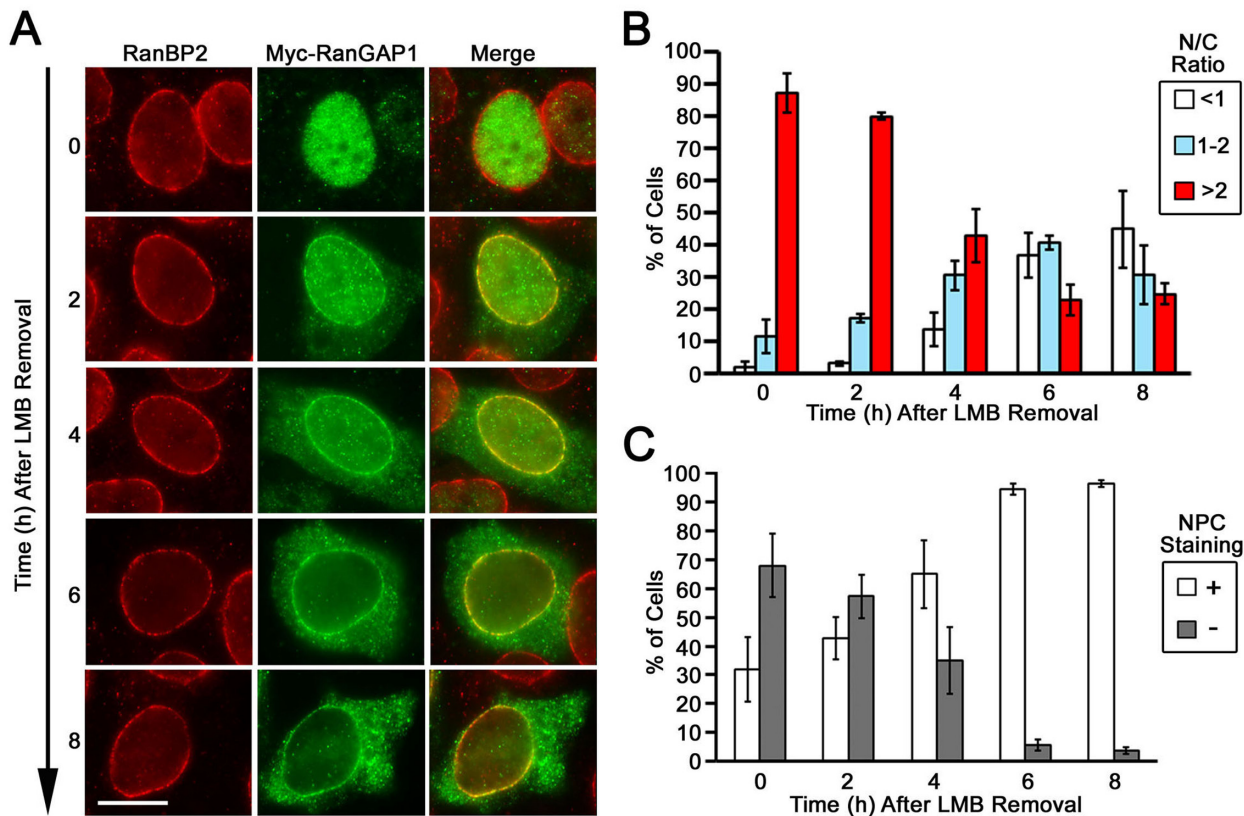 A
RanBP2 Myc-RanGAP1 Merge
Time (h) After LMB Removal
0
2
4
6
8
B
% of Cells
100
90
80
70
60
50
40
30
20
10
0
0 2 4 6 8
Time (h) After LMB Removal
N/C
Ratio
<1
1-2
>2
C
% of Cells
100
90
80
70
60
50
40
30
20
10
0
0 2 4 6 8
Time (h) After LMB Removal
NPC
Staining
+
-